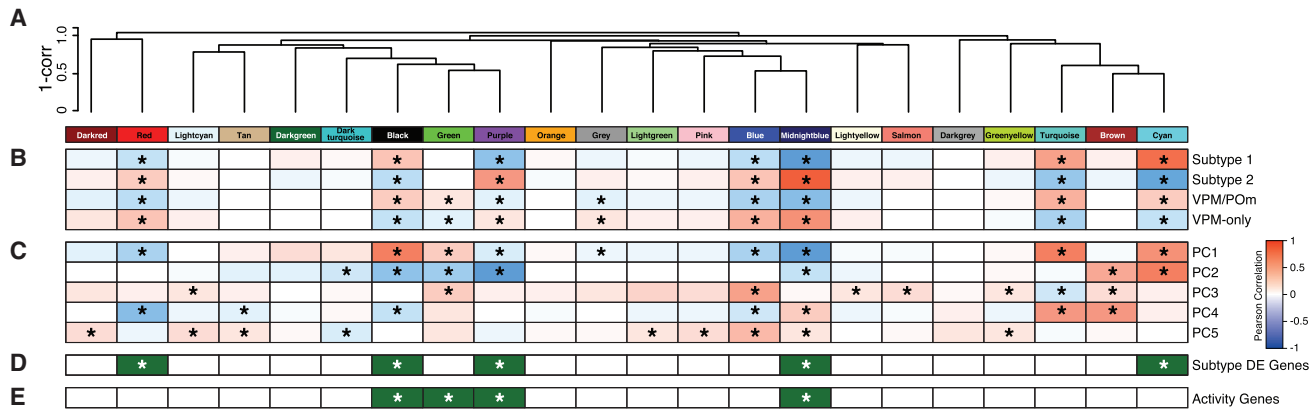 A
1-corr
1.0
0.5
0
Darkred Red Lightcyan Tan Darkgreen Dark turquoise Black Green Purple Orange Grey Lightgreen Pink Blue Midnightblue Lightyellow Salmon Darkgrey Greenyellow Turquoise Brown Cyan
B
* * * * * * * Subtype 1
* * * * * * * Subtype 2
* * * * * * * * * VPM/POm
* * * * * * * * * VPM-only
C
* * * * * * * * * PC1
* * * * * * * PC2
* * * * * * * * PC3
* * * * * * * PC4
* * * * * * * * * PC5
D
* * * * * Subtype DE Genes
E
* * * * Activity Genes
Pearson Correlation
1
0.5
0
-0.5
-1